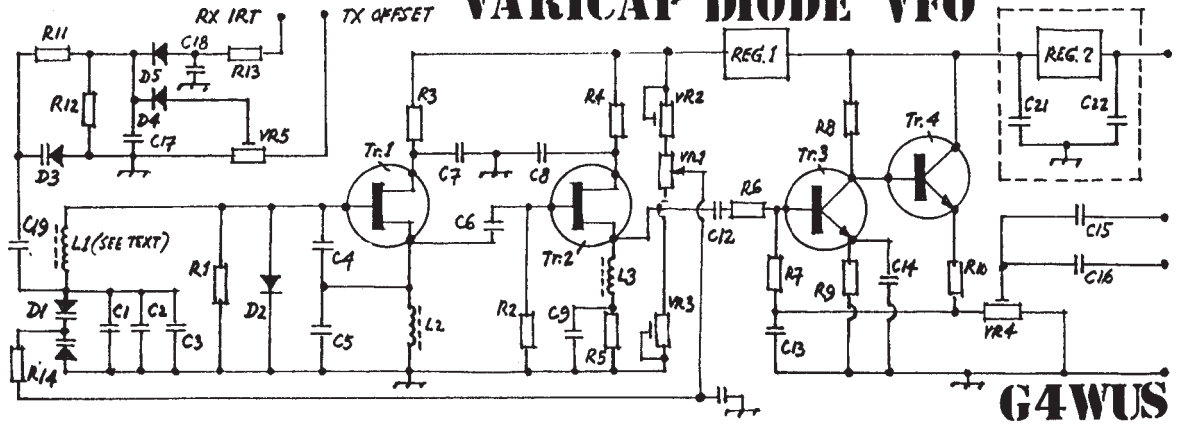 VARICAP DIODE VFO
RX IRT
TX OFFSET
R11
C18
R13
D5
R12
D4
C17
VR5
D3
R3
R4
VR2
REG.1
REG.2
C21
C22
R8
Tr.4
Tr.3
Tr.1
C7
C8
VR1
C19
L1 (SEE TEXT)
C6
Tr.2
R6
C12
C15
C4
R1
D2
L3
R7
R9
C14
R10
C16
D1
C1
C2
C3
C5
L2
R2
C9
R5
VR3
C13
VR4
R14
G4WUS